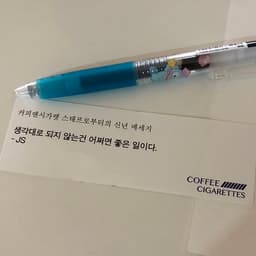 커피앤시가렛 스태프로부터의 신년 메세지
생각대로 되지 않는건 어쩌면 좋은 일이다.
- JS
COFFEE
CIGARETTES